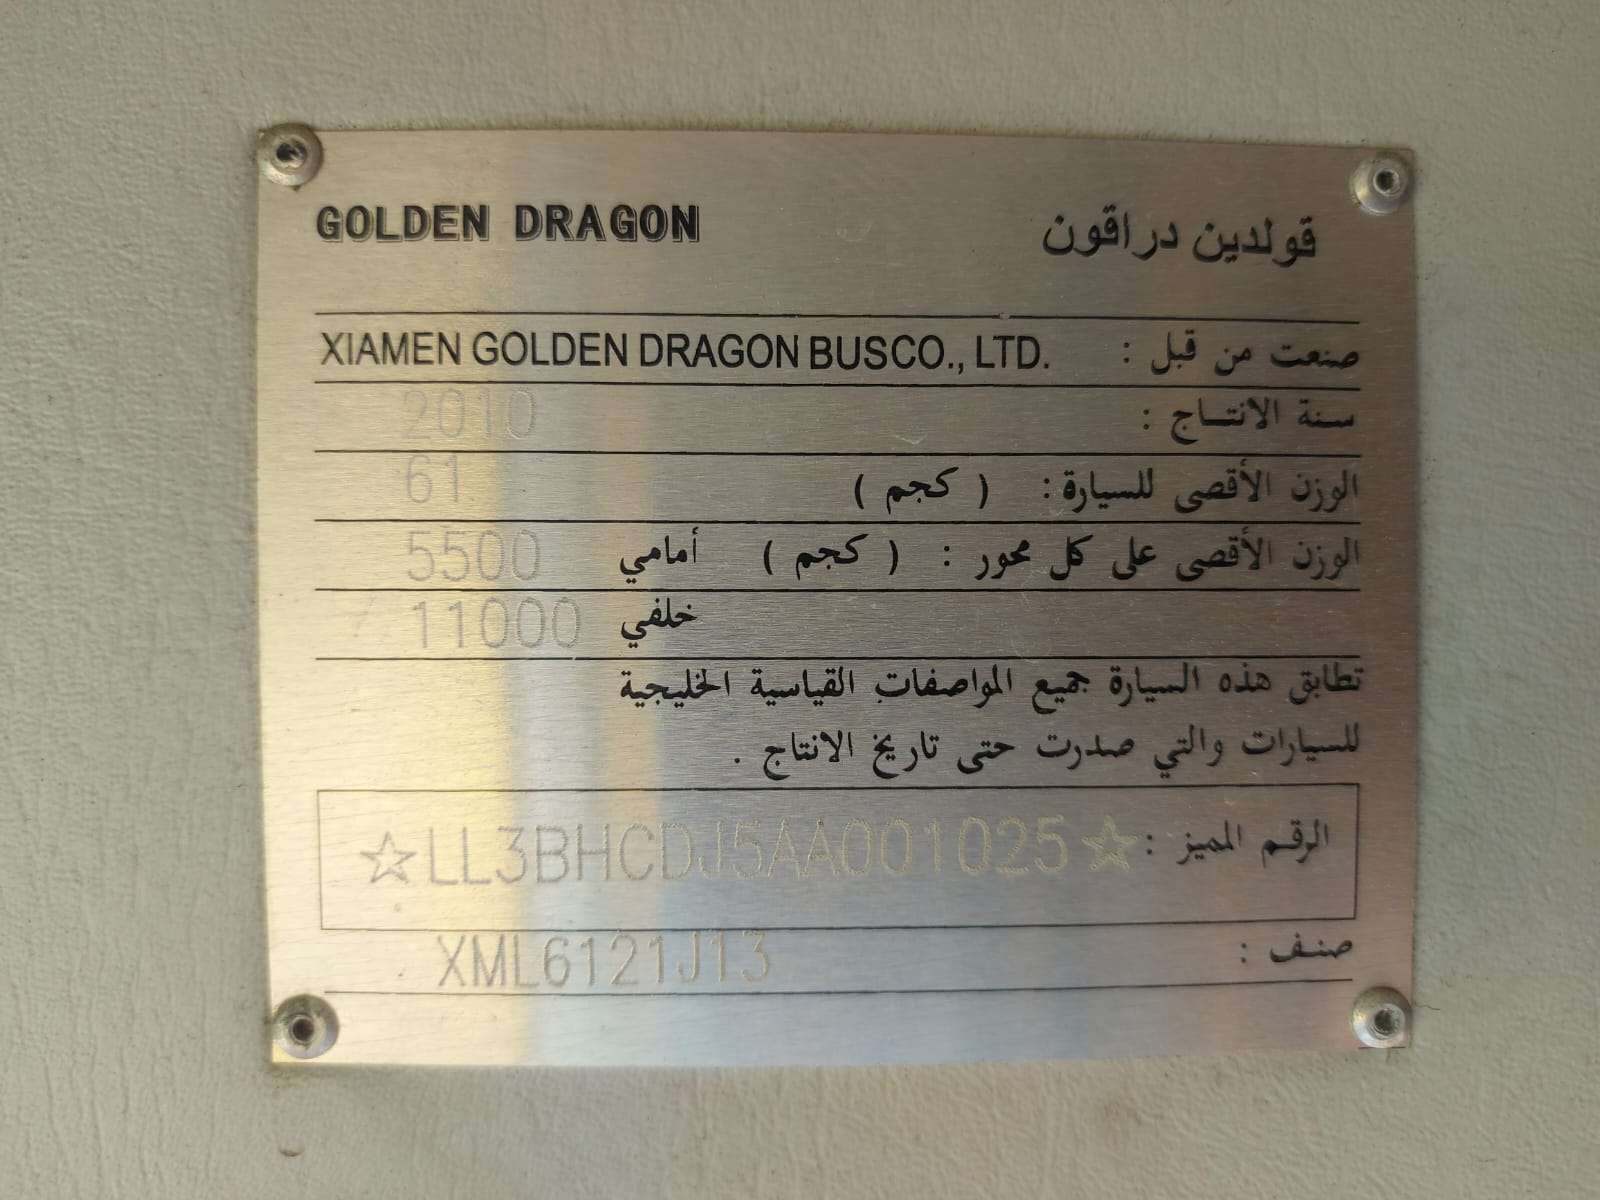 GOLDEN DRAGON قولدين دراقون
صنعت من قبل : XIAMEN GOLDEN DRAGON BUSCO., LTD.
سنة الانتاج : 2010
الوزن الأقصى للسيارة: ( كجم ) 61
الوزن الأقصى على كل محور : ( كجم ) أمامي 5500
خلفي 11000
تطابق هذه السيارة جميع المواصفات القياسية الخليجية
للسيارات والتي صدرت حتى تاريخ الانتاج .
الرقم المميز : ☆LL3BHCDJ5AA001025☆
صنف : XML6121J13